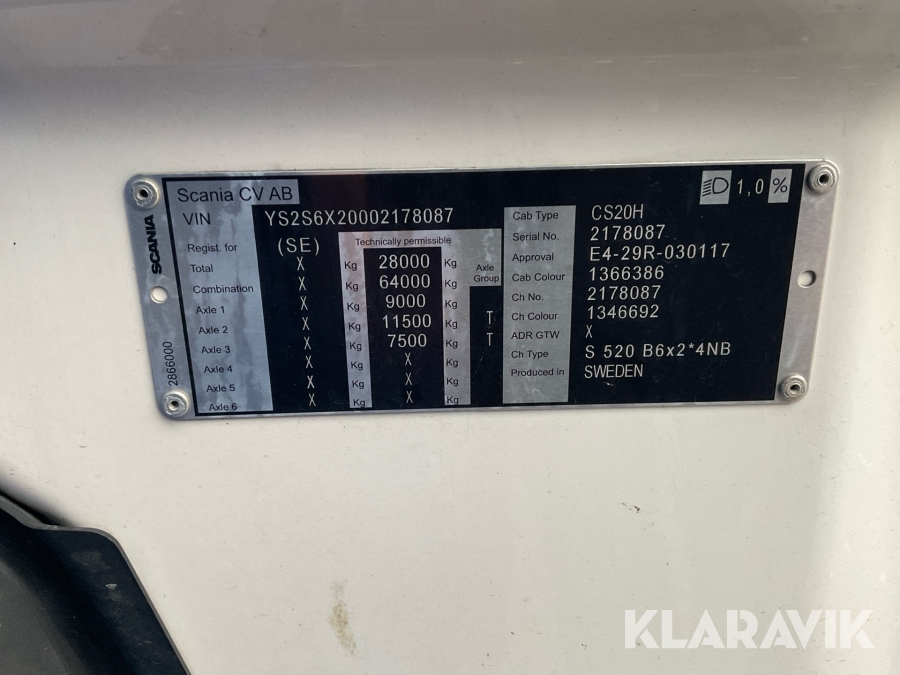 Scania CV AB
1,0 %
SCANIA
2866000
VIN YS2S6X20002178087
Regist. for (SE) Technically permissible
Total X Kg 28000 Kg Axle Group
Combination X Kg 64000 Kg
Axle 1 X Kg 9000 Kg
Axle 2 X Kg 11500 Kg T
Axle 3 X Kg 7500 Kg T
Axle 4 X Kg X Kg
Axle 5 X Kg X Kg
Axle 6 X Kg X Kg
Cab Type CS20H
Serial No. 2178087
Approval E4-29R-030117
Cab Colour 1366386
Ch No. 2178087
Ch Colour 1346692
ADR GTW X
Ch Type S 520 B6x2*4NB
Produced in SWEDEN
KLARAVIK